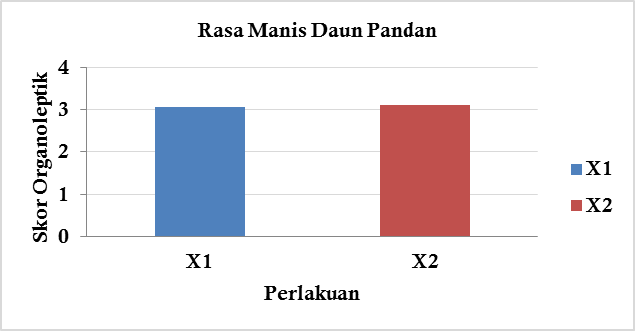 Rasa Manis Daun Pandan
Skor Organoleptik
4
3
2
1
0
X1
X2
Perlakuan
X1
X2